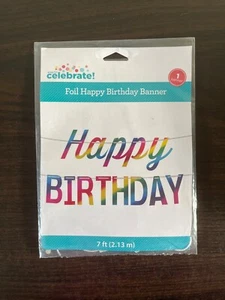 celebrate!
Foil Happy Birthday Banner
1
Happy
BIRTHDAY
7 ft (2.13 m)